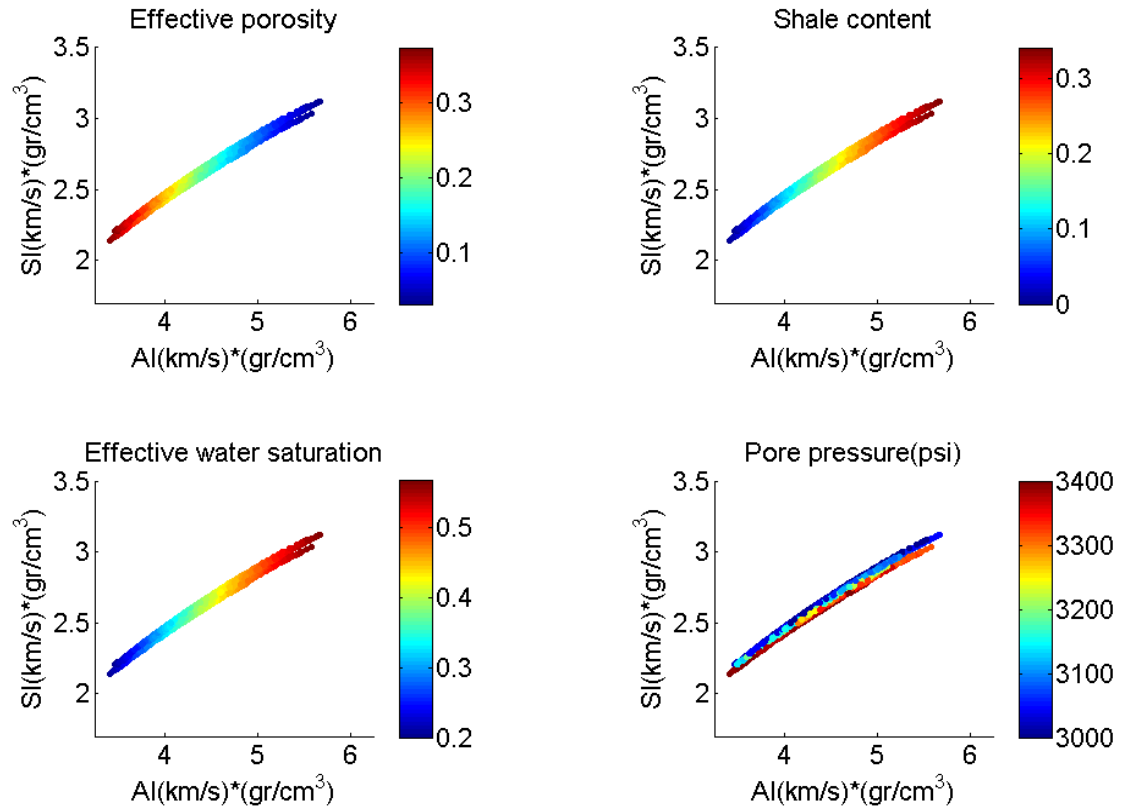 Effective porosity
3.5
3
2.5
2
SI(km/s)*(gr/cm³)
4 5 6
AI(km/s)*(gr/cm³)
0.3
0.2
0.1
Shale content
3.5
3
2.5
2
SI(km/s)*(gr/cm³)
4 5 6
AI(km/s)*(gr/cm³)
0.3
0.2
0.1
0
Effective water saturation
3.5
3
2.5
2
SI(km/s)*(gr/cm³)
4 5 6
AI(km/s)*(gr/cm³)
0.5
0.4
0.3
0.2
Pore pressure(psi)
3.5
3
2.5
2
SI(km/s)*(gr/cm³)
4 5 6
AI(km/s)*(gr/cm³)
3400
3300
3200
3100
3000